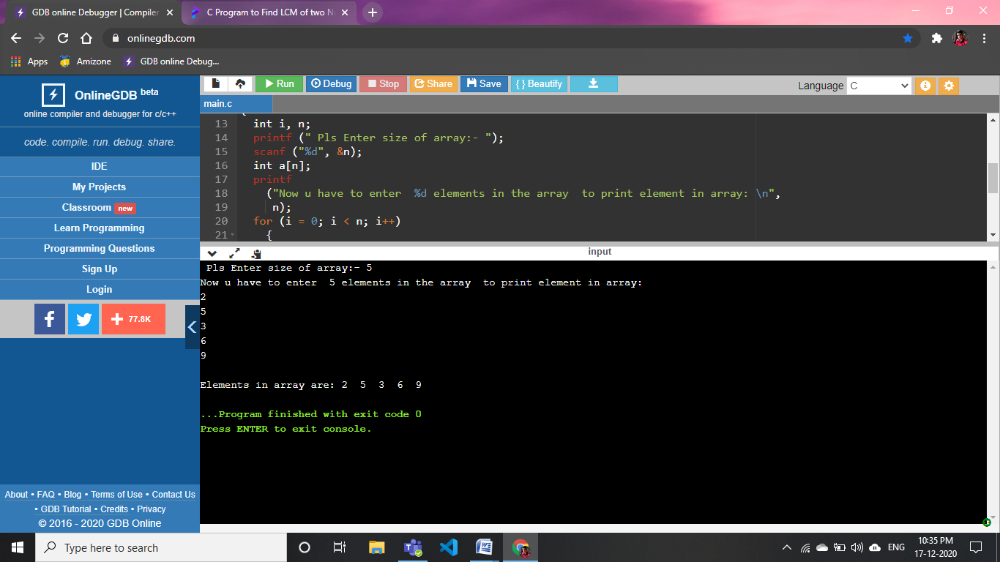 GDB online Debugger | Compiler
C Program to Find LCM of two N
onlinegdb.com
Apps
Amizone
GDB online Debug...
OnlineGDB beta
online compiler and debugger for c/c++
code. compile. run. debug. share.
IDE
My Projects
Classroom new
Learn Programming
Programming Questions
Sign Up
Login
77.8K
About • FAQ • Blog • Terms of Use • Contact Us
• GDB Tutorial • Credits • Privacy
© 2016 - 2020 GDB Online
Run Debug Stop Share Save { } Beautify
Language C
main.c
13 int i, n;
14 printf (" Pls Enter size of array:- ");
15 scanf ("%d", &n);
16 int a[n];
17 printf
18 ("Now u have to enter  %d elements in the array  to print element in array: \n",
19 n);
20 for (i = 0; i < n; i++)
21 {
input
Pls Enter size of array:- 5
Now u have to enter  5 elements in the array  to print element in array:
2
5
3
6
9
Elements in array are: 2  5  3  6  9
...Program finished with exit code 0
Press ENTER to exit console.
Type here to search
ENG
10:35 PM
17-12-2020